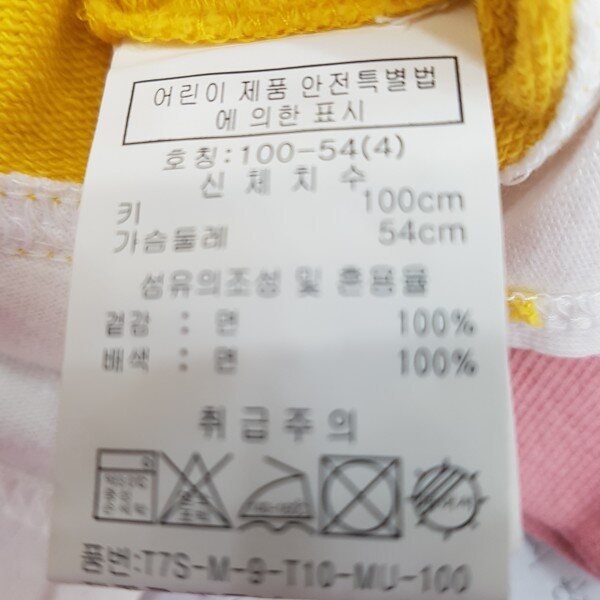 어린이 제품 안전특별법
에 의한 표시
호칭:100-54(4)
신체치수
키 100cm
가슴둘레 54cm
섬유의조성 및 혼용률
겉감 : 면 100%
배색 : 면 100%
취급주의
품번:T7S-M-9-T10-MU-100